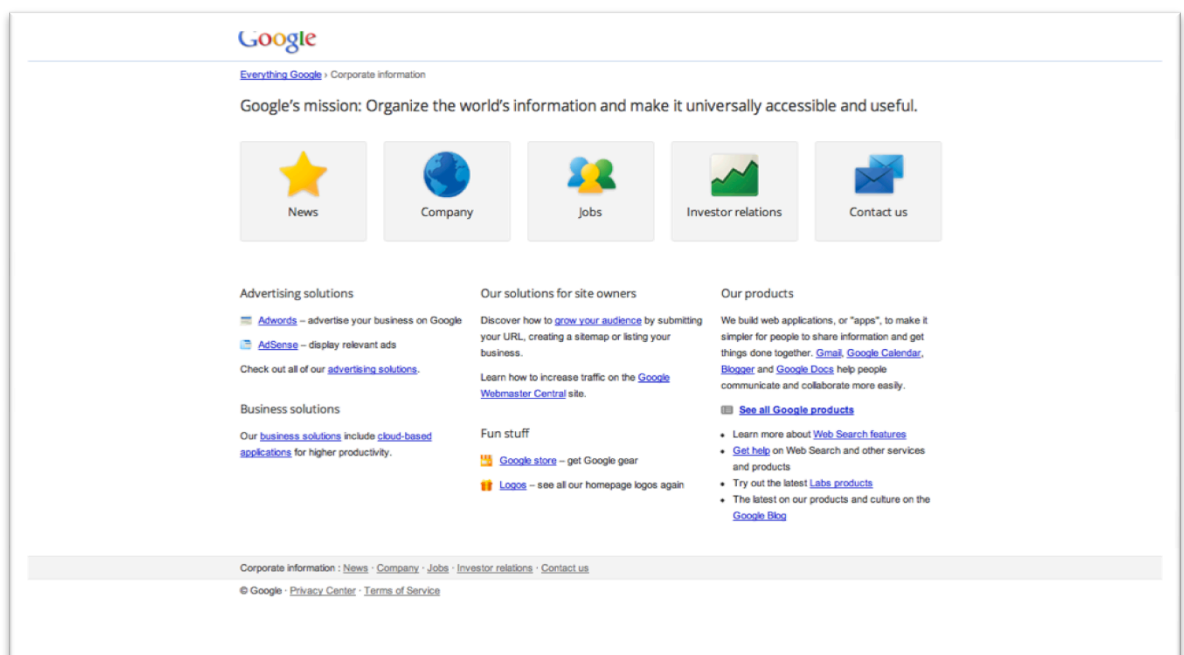 Google
Everything Google › Corporate information
Google's mission: Organize the world's information and make it universally accessible and useful.
News
Company
Jobs
Investor relations
Contact us
Advertising solutions
Adwords – advertise your business on Google
AdSense – display relevant ads
Check out all of our advertising solutions.
Business solutions
Our business solutions include cloud-based
applications for higher productivity.
Our solutions for site owners
Discover how to grow your audience by submitting
your URL, creating a sitemap or listing your
business.
Learn how to increase traffic on the Google
Webmaster Central site.
Fun stuff
Google store – get Google gear
Logos – see all our homepage logos again
Our products
We build web applications, or "apps", to make it
simpler for people to share information and get
things done together. Gmail, Google Calendar,
Blogger and Google Docs help people
communicate and collaborate more easily.
See all Google products
• Learn more about Web Search features
• Get help on Web Search and other services
and products
• Try out the latest Labs products
• The latest on our products and culture on the
Google Blog
Corporate information : News · Company · Jobs · Investor relations · Contact us
© Google · Privacy Center · Terms of Service